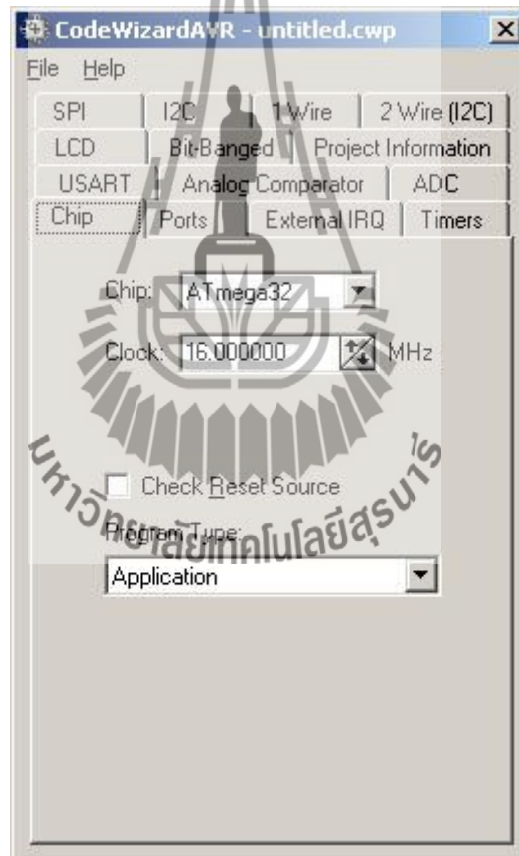 CodeWizardAVR - untitled.cwp
File Help
SPI I2C 1 Wire 2 Wire (I2C)
LCD Bit-Banged Project Information
USART Analog Comparator ADC
Chip Ports External IRQ Timers
Chip: ATmega32
Clock: 16.000000 MHz
Check Reset Source
Program Type:
Application
มหาวิทยาลัยเทคโนโลยีสุรนารี